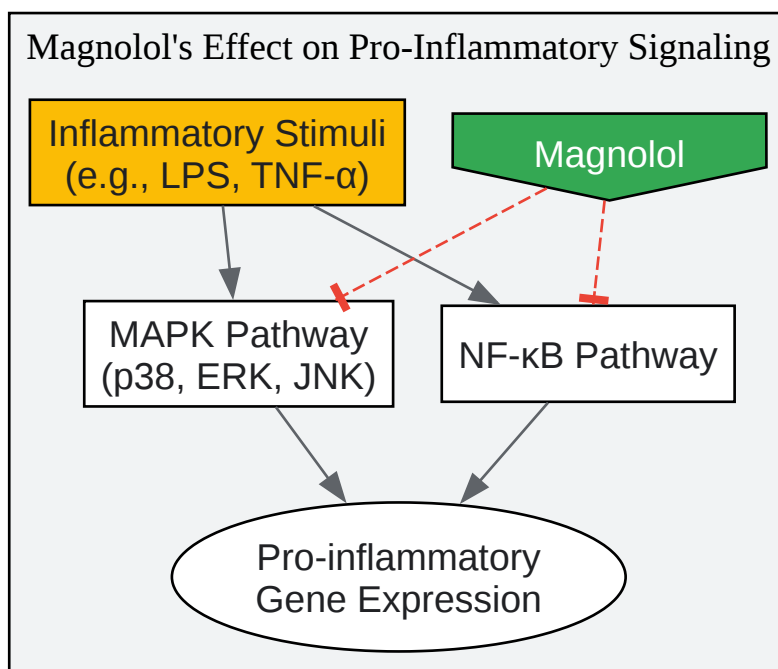 Magnolol's Effect on Pro-Inflammatory Signaling
Inflammatory Stimuli
(e.g., LPS, TNF-α)
Magnolol
MAPK Pathway
(p38, ERK, JNK)
NF-κB Pathway
Pro-inflammatory
Gene Expression